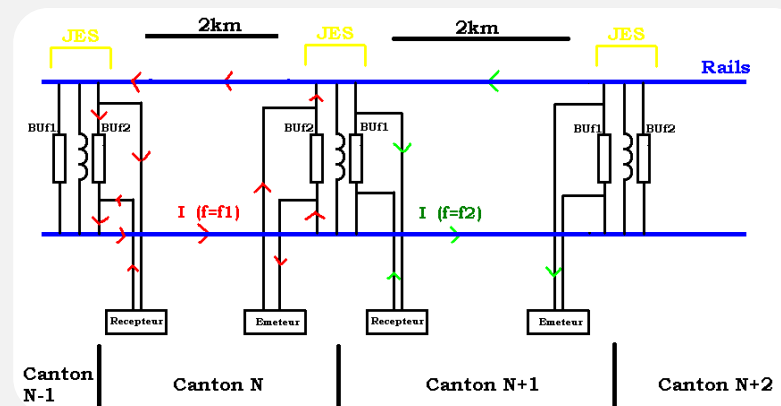 2km
2km
JES
JES
JES
Rails
BUf1
BUf2
BUf2
BUf1
BUf1
BUf2
I (f=f1)
I (f=f2)
Recepteur
Emeteur
Recepteur
Emeteur
Canton
N-1
Canton N
Canton N+1
Canton N+2